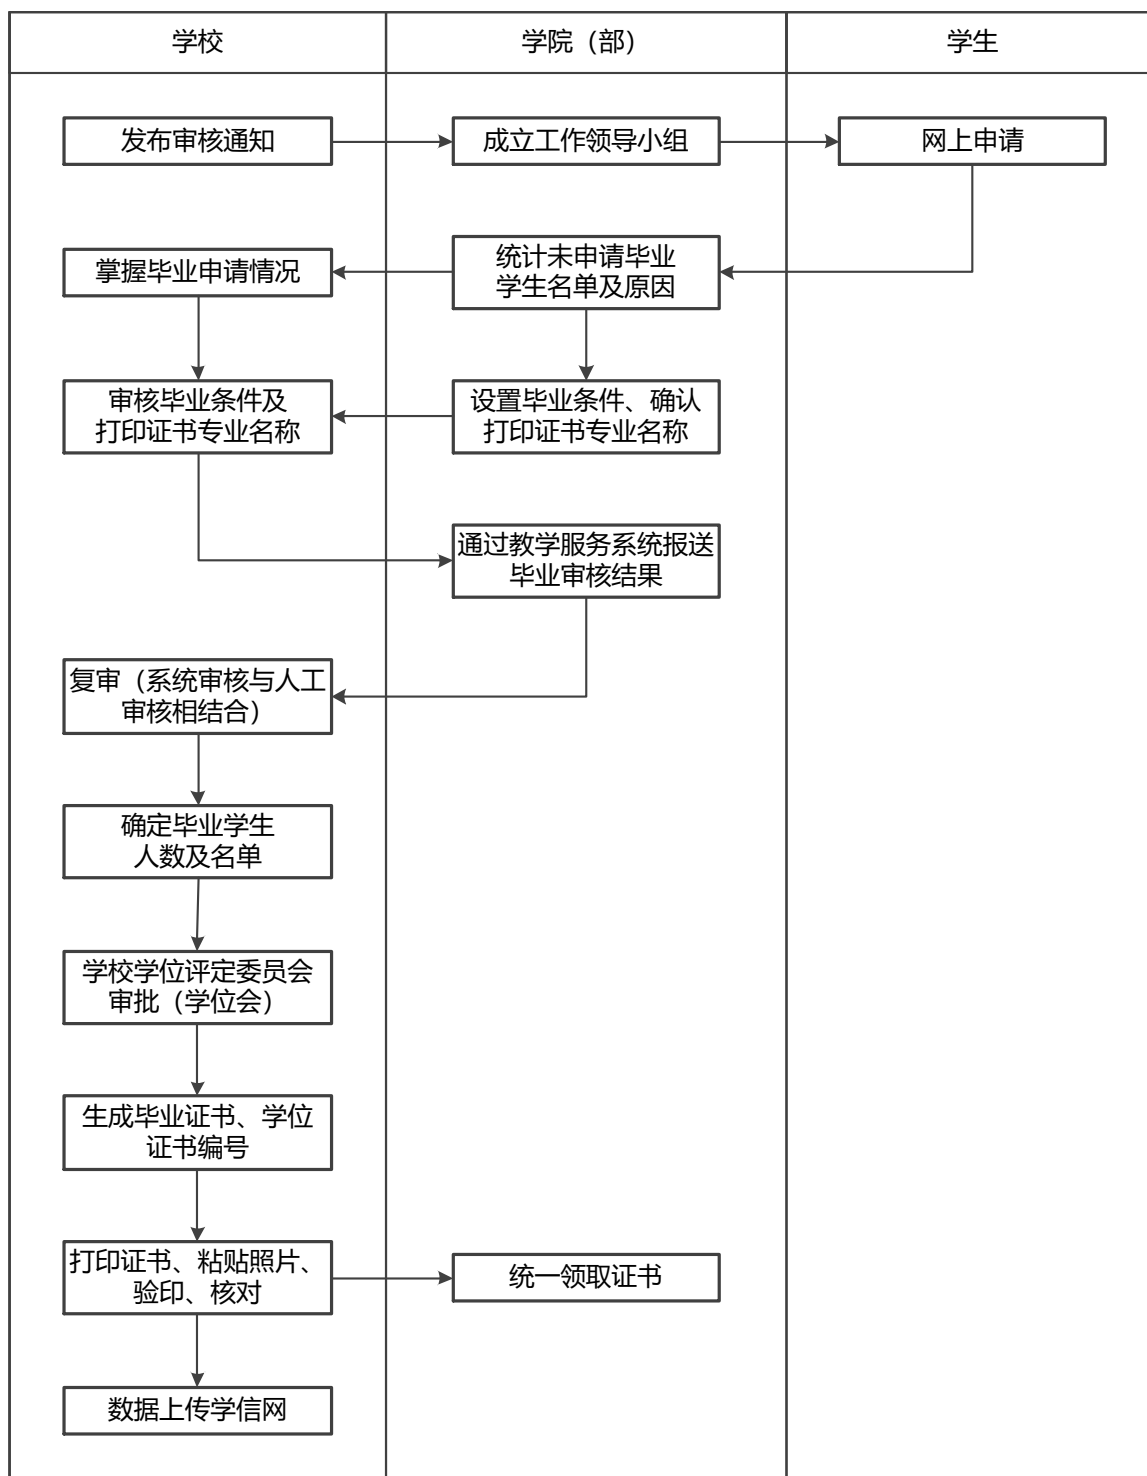 学校
学院（部）
学生
发布审核通知
成立工作领导小组
网上申请
掌握毕业申请情况
统计未申请毕业
学生名单及原因
审核毕业条件及
打印证书专业名称
设置毕业条件、确认
打印证书专业名称
通过教学服务系统报送
毕业审核结果
复审（系统审核与人工
审核相结合）
确定毕业学生
人数及名单
学校学位评定委员会
审批（学位会）
生成毕业证书、学位
证书编号
打印证书、粘贴照片、
验印、核对
统一领取证书
数据上传学信网